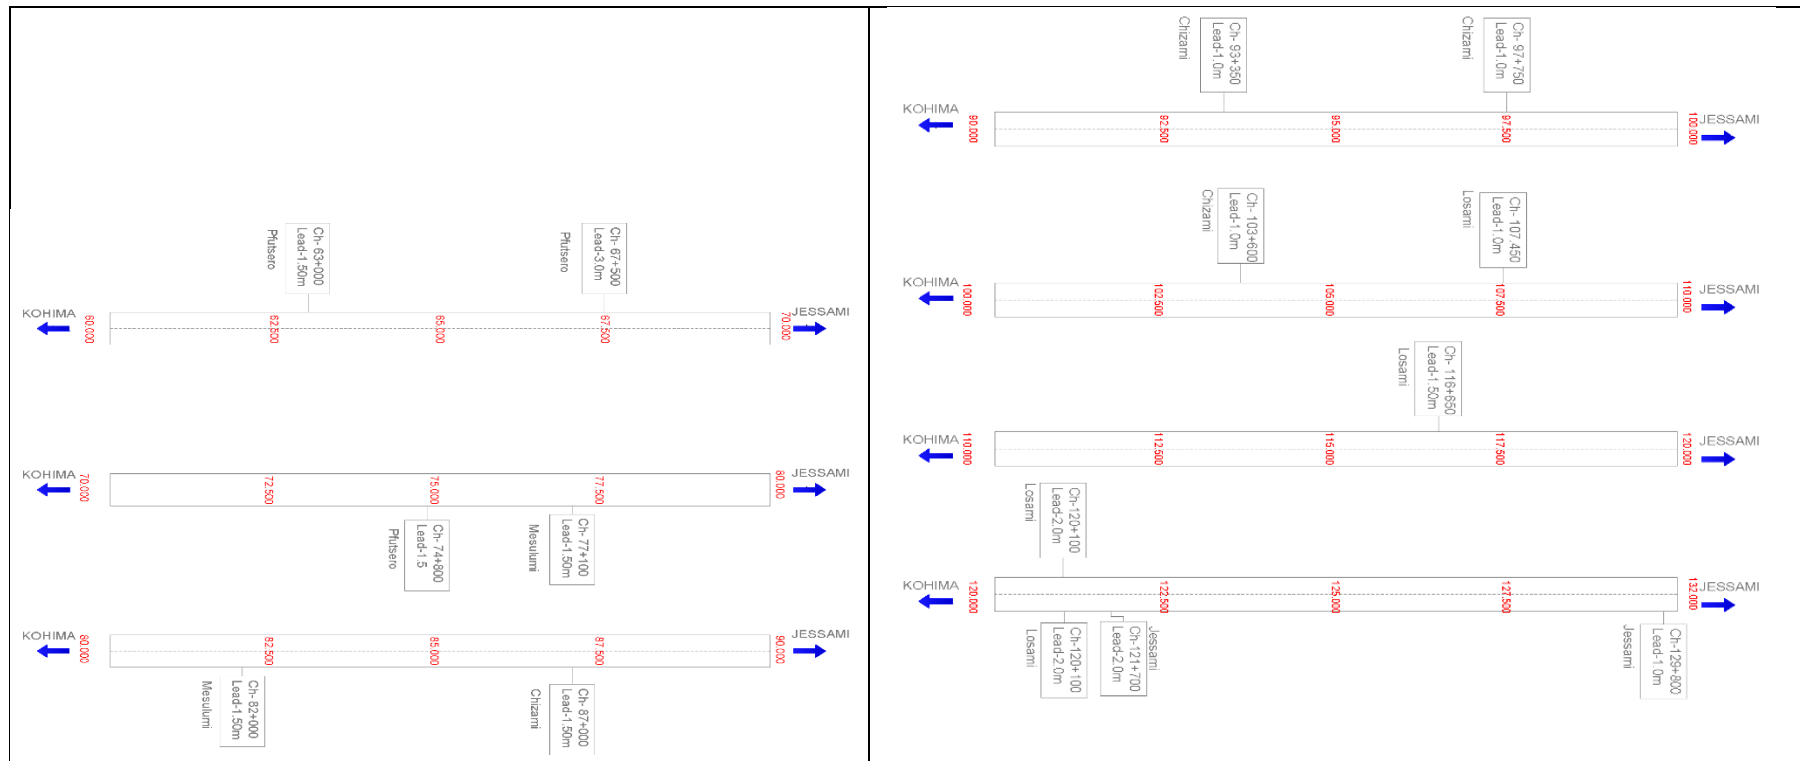 Ch- 63+000
Lead-1.50m
Pfutsero
Ch- 67+500
Lead-3.0m
Pfutsero
KOHIMA
60.000
62.500
65.000
67.500
70.000
JESSAMI
KOHIMA
70.000
72.500
75.000
77.500
80.000
JESSAMI
Ch- 74+800
Lead-1.5
Pfutsero
Ch- 77+100
Lead-1.50m
Mesulumi
KOHIMA
80.000
82.500
85.000
87.500
90.000
JESSAMI
Ch- 82+000
Lead-1.50m
Mesulumi
Ch- 87+000
Lead-1.50m
Chizami
Ch- 93+350
Lead-1.0m
Chizami
Ch- 97+750
Lead-1.0m
Chizami
KOHIMA
90.000
92.500
95.000
97.500
100.000
JESSAMI
Ch- 103+600
Lead-1.0m
Chizami
Ch- 107.450
Lead-1.0m
Losami
KOHIMA
100.000
102.500
105.000
107.500
110.000
JESSAMI
Ch- 116+650
Lead-1.50m
Losami
KOHIMA
110.000
112.500
115.000
117.500
120.000
JESSAMI
Ch-120+100
Lead-2.0m
Losami
KOHIMA
120.000
122.500
125.000
127.500
132.000
JESSAMI
Ch-120+100
Lead-2.0m
Losami
Jessami
Ch-121+700
Lead-2.0m
Ch-129+800
Lead-1.0m
Jessami